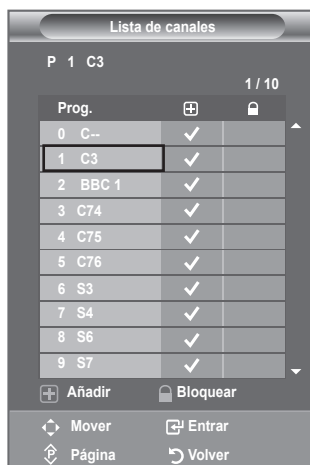 Lista de canales
P 1 C3
1 / 10
Prog.
0 C--
1 C3
2 BBC 1
3 C74
4 C75
5 C76
6 S3
7 S4
8 S6
9 S7
Añadir Bloquear
Mover Entrar
Página Volver